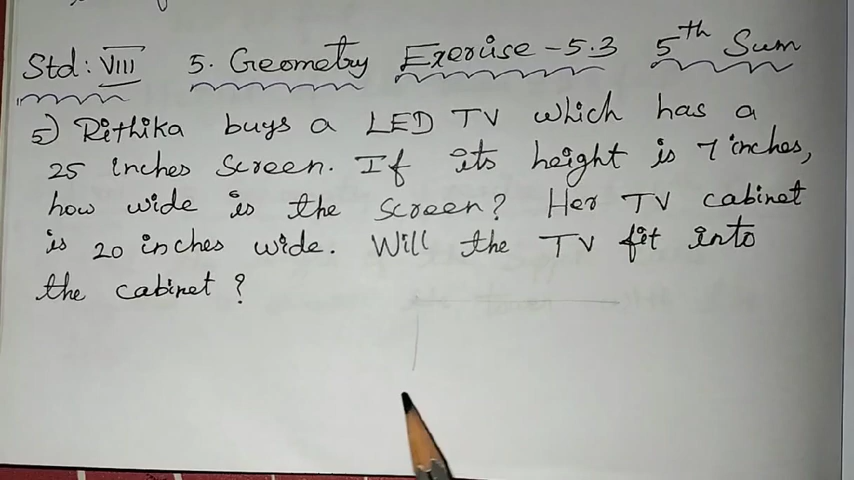 Std: VIII 5. Geometry Exercise - 5.3 5th Sum
5) Rithika buys a LED TV which has a
25 inches screen. If its height is 7 inches,
how wide is the screen? Her TV cabinet
is 20 inches wide. Will the TV fit into
the cabinet?